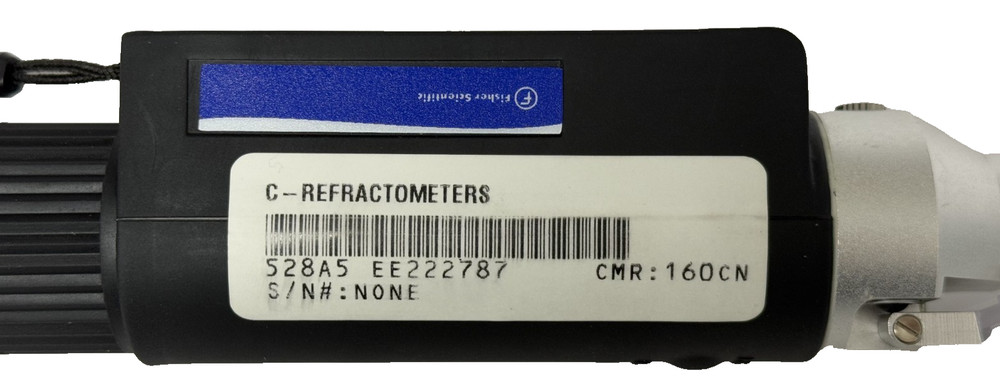 Fisher Scientific
C-REFRACTOMETERS
528A5 EE222787 CMR:160CN
S/N#:NONE